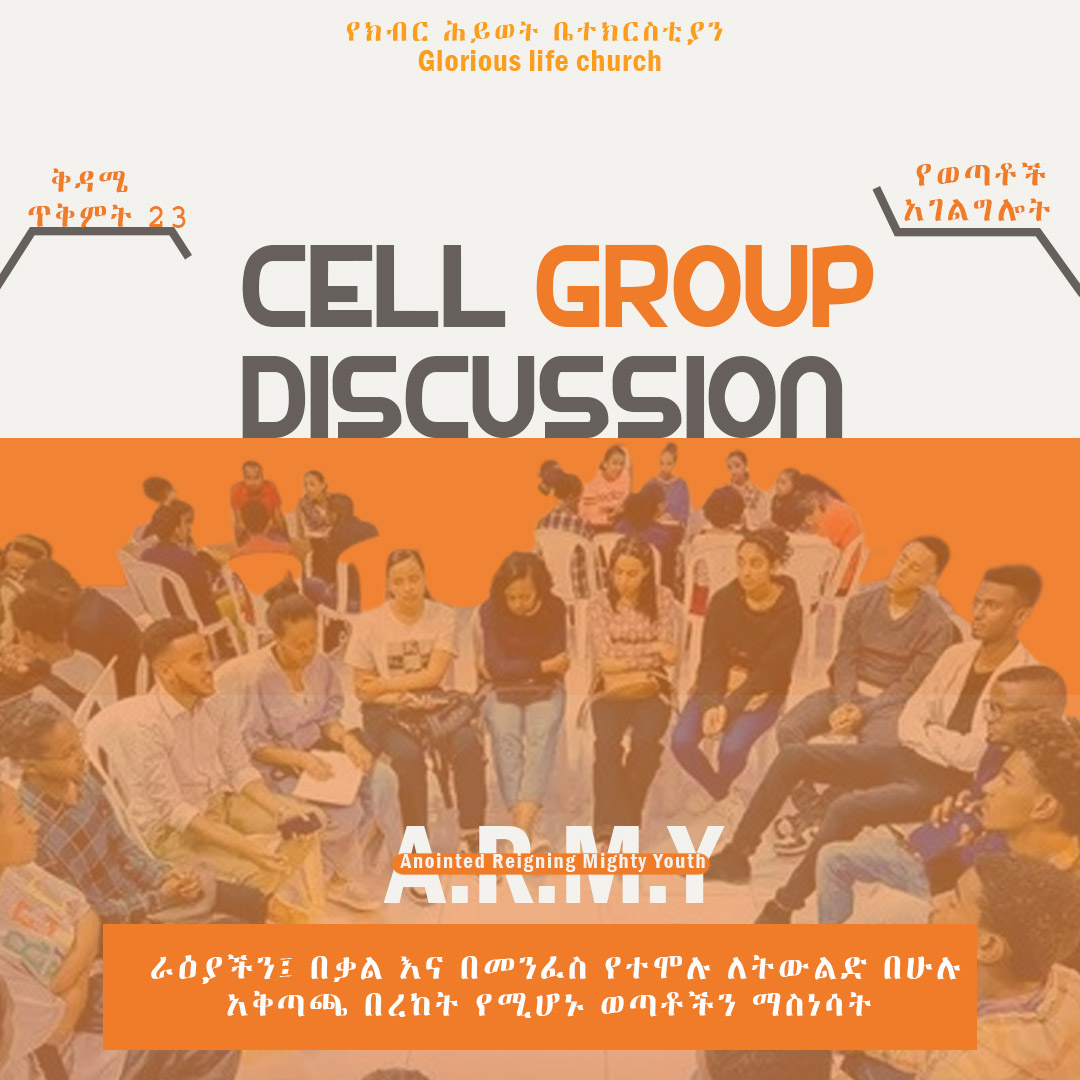 የክብር ሕይወት ቤተክርስቲያን
Glorious life church
ቅዳሜ
ጥቅምት 23
የወጣቶች
አገልግሎት
CELL GROUP
DISCUSSION
A.R.M.Y
Anointed Reigning Mighty Youth
ራዕያችን፤ በቃል እና በመንፈስ የተሞሉ ለትውልድ በሁሉ
አቅጣጫ በረከት የሚሆኑ ወጣቶችን ማስነሳት